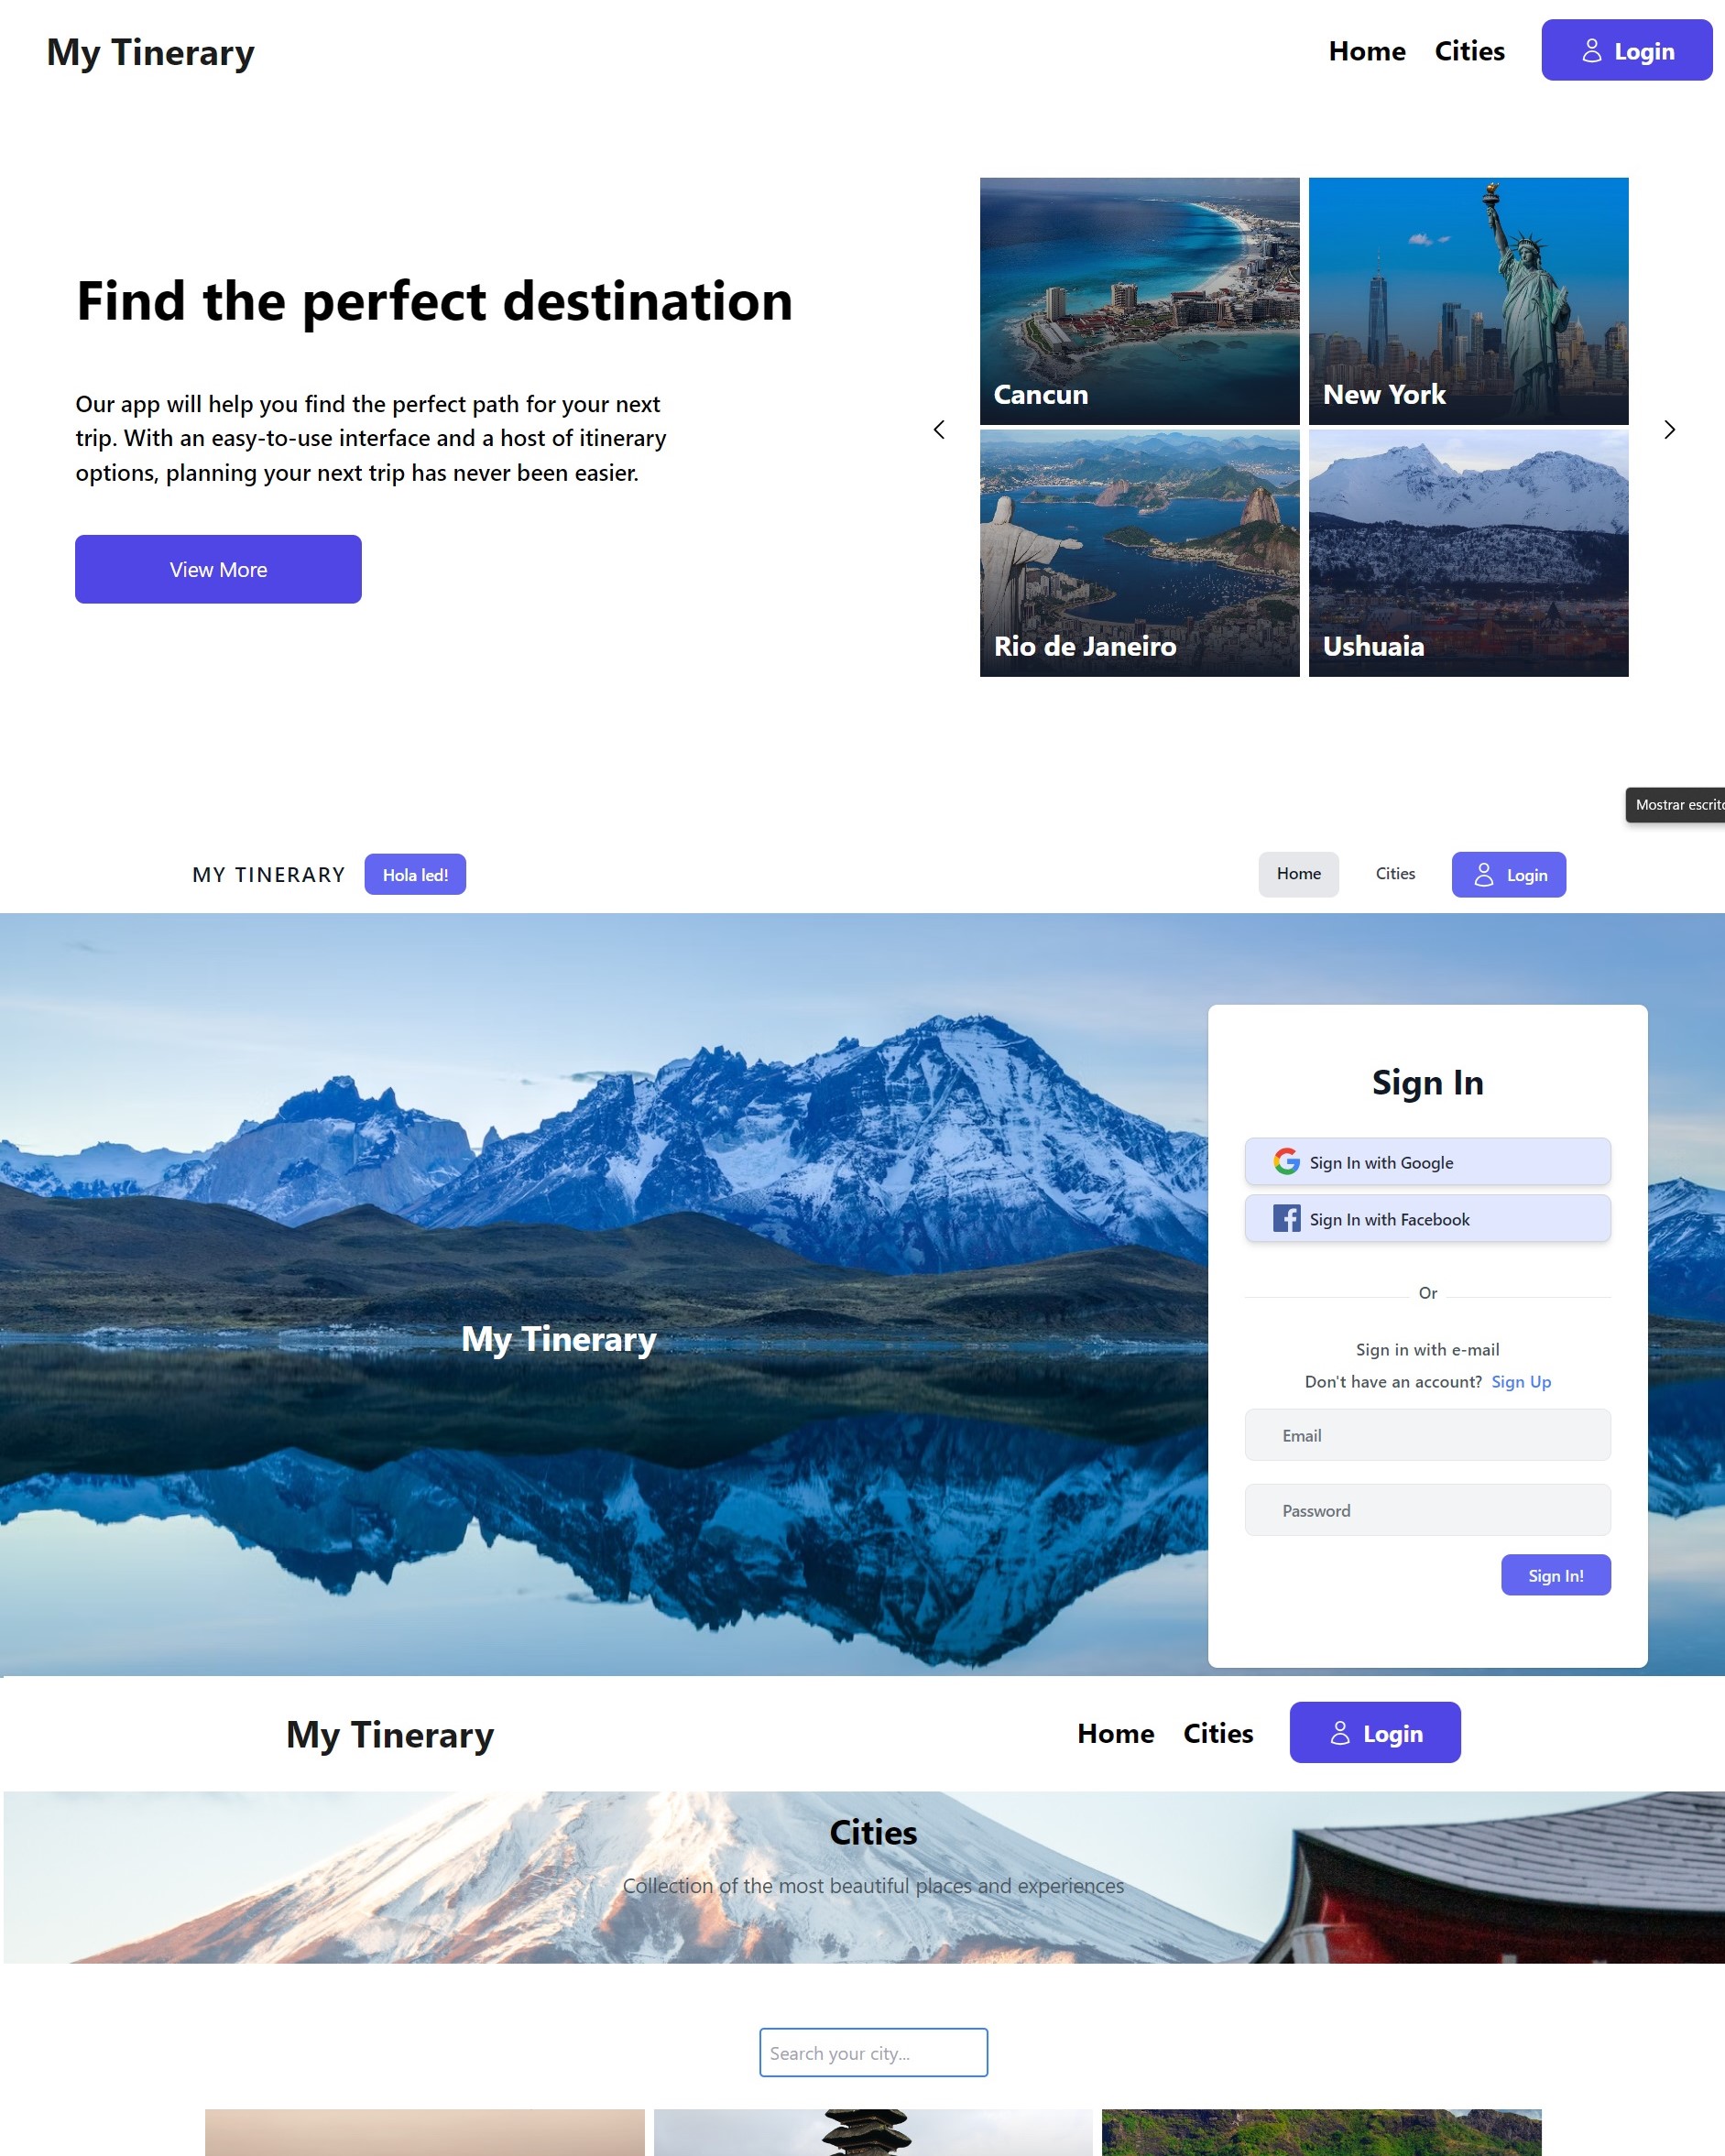 My Tinerary
Home Cities Login
Find the perfect destination
Our app will help you find the perfect path for your next
trip. With an easy-to-use interface and a host of itinerary
options, planning your next trip has never been easier.
View More
Cancun
New York
Rio de Janeiro
Ushuaia
Mostrar
MY TINERARY Hola led!
Home Cities Login
My Tinerary
Sign In
Sign In with Google
Sign In with Facebook
Or
Sign in with e-mail
Don't have an account? Sign Up
Email
Password
Sign In!
My Tinerary
Home Cities Login
Cities
Collection of the most beautiful places and experiences
Search your city...